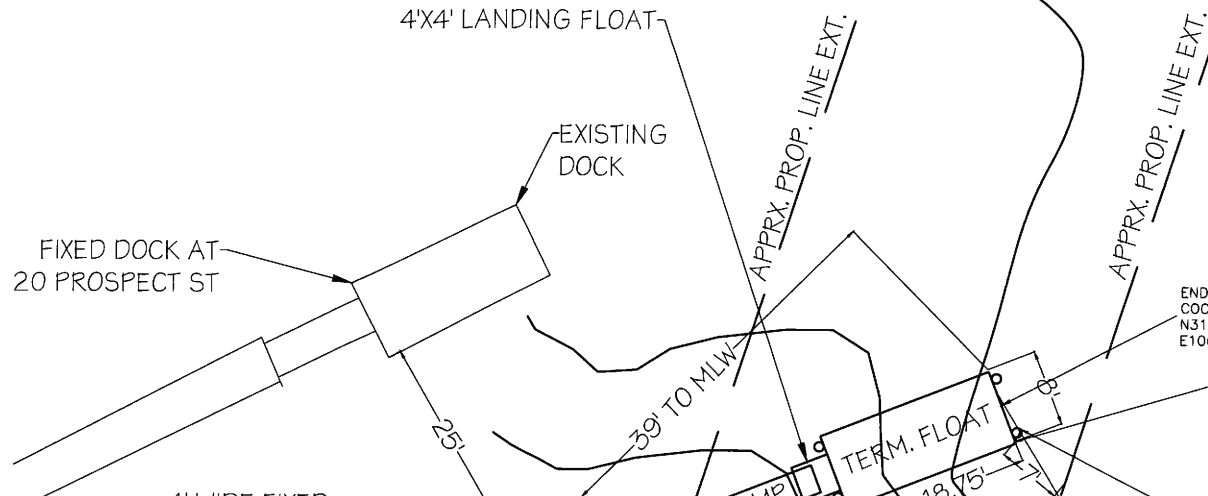 4'X4' LANDING FLOAT
APPRX. PROP. LINE EXT.
APPRX. PROP. LINE EXT.
EXISTING
DOCK
FIXED DOCK AT
20 PROSPECT ST
END
N31
39' TO MLW
8'
TERM. FLOAT
25'
18.75'